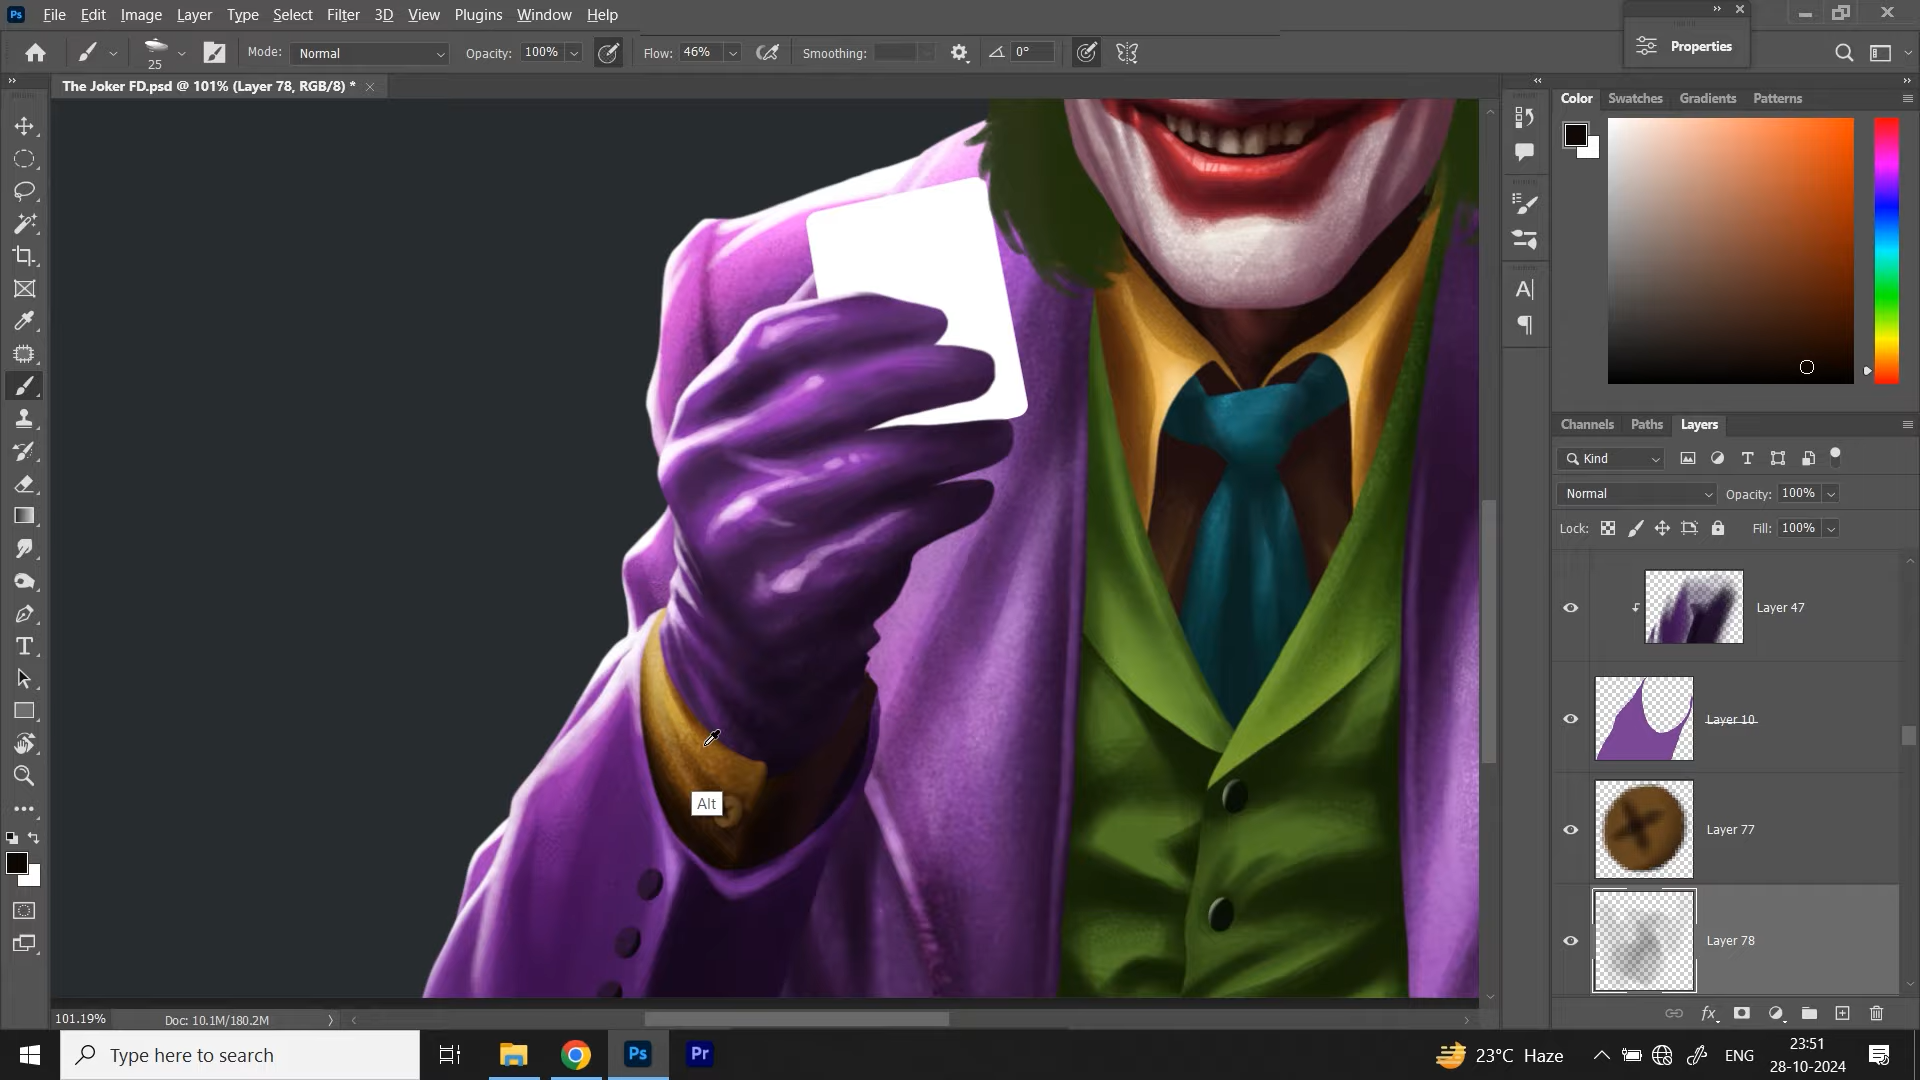 Ps File Edit Image Layer Type Select Filter 3D View Plugins Window Help
25 Mode: Normal Opacity: 100% Flow: 46% Smoothing: 0°
Properties
The Joker FD.psd @ 101% (Layer 78, RGB/8) *
Color Swatches Gradients Patterns
Channels Paths Layers
Kind
Normal Opacity: 100%
Lock: Fill: 100%
Layer 47
Layer 10
Layer 77
Layer 78
Alt
101.19% Doc: 10.1M/180.2M
Type here to search
Ps Pr
23°C Haze ENG
23:51
28-10-2024